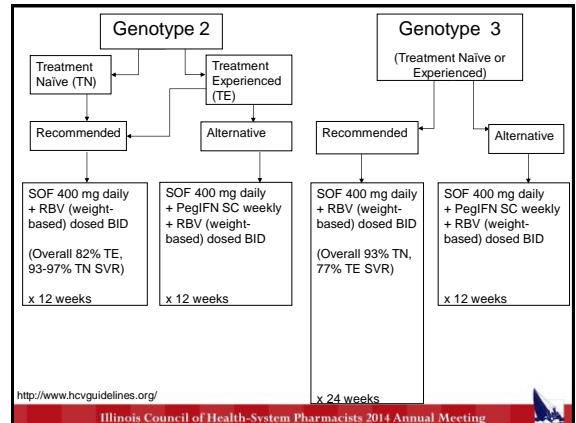 Genotype 2
Treatment
Naïve (TN)
Treatment
Experienced
(TE)
Recommended
Alternative
SOF 400 mg daily
+ RBV (weight-
based) dosed BID
(Overall 82% TE,
93-97% TN SVR)
x 12 weeks
SOF 400 mg daily
+ PegIFN SC weekly
+ RBV (weight-
based) dosed BID
x 12 weeks
Genotype 3
(Treatment Naïve or
Experienced)
Recommended
Alternative
SOF 400 mg daily
+ RBV (weight-
based) dosed BID
(Overall 93% TN,
77% TE SVR)
x 24 weeks
SOF 400 mg daily
+ PegIFN SC weekly
+ RBV (weight-
based) dosed BID
x 12 weeks
http://www.hcvguidelines.org/
Illinois Council of Health-System Pharmacists 2014 Annual Meeting